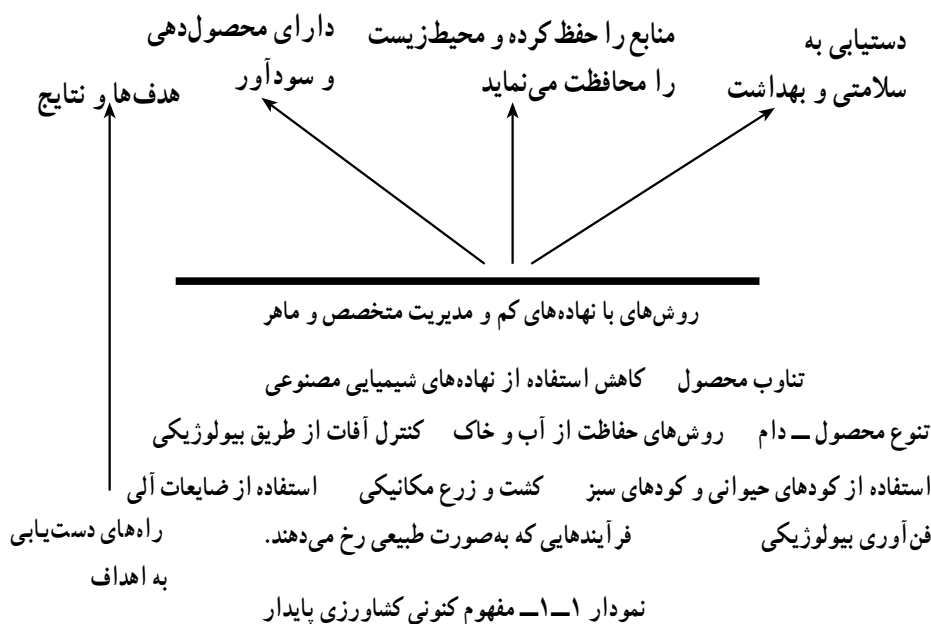 دستیابی به
سلامتی و بهداشت
منابع را حفظ کرده و محیط‌زیست
را محافظت می‌نماید
دارای محصول‌دهی
و سودآور
هدف‌ها و نتایج
روش‌های با نهاده‌های کم و مدیریت متخصص و ماهر
تناوب محصول کاهش استفاده از نهاده‌های شیمیایی مصنوعی
تنوع محصول ــ دام روش‌های حفاظت از آب و خاک کنترل آفات از طریق بیولوژیکی
استفاده از کودهای حیوانی و کودهای سبز کشت و زرع مکانیکی استفاده از ضایعات آلی
فن‌آوری بیولوژیکی فرآیندهایی که به‌صورت طبیعی رخ می‌دهند.
راه‌های دست‌یابی
به اهداف
نمودار ۱ــ۱ــ مفهوم کنونی کشاورزی پایدار